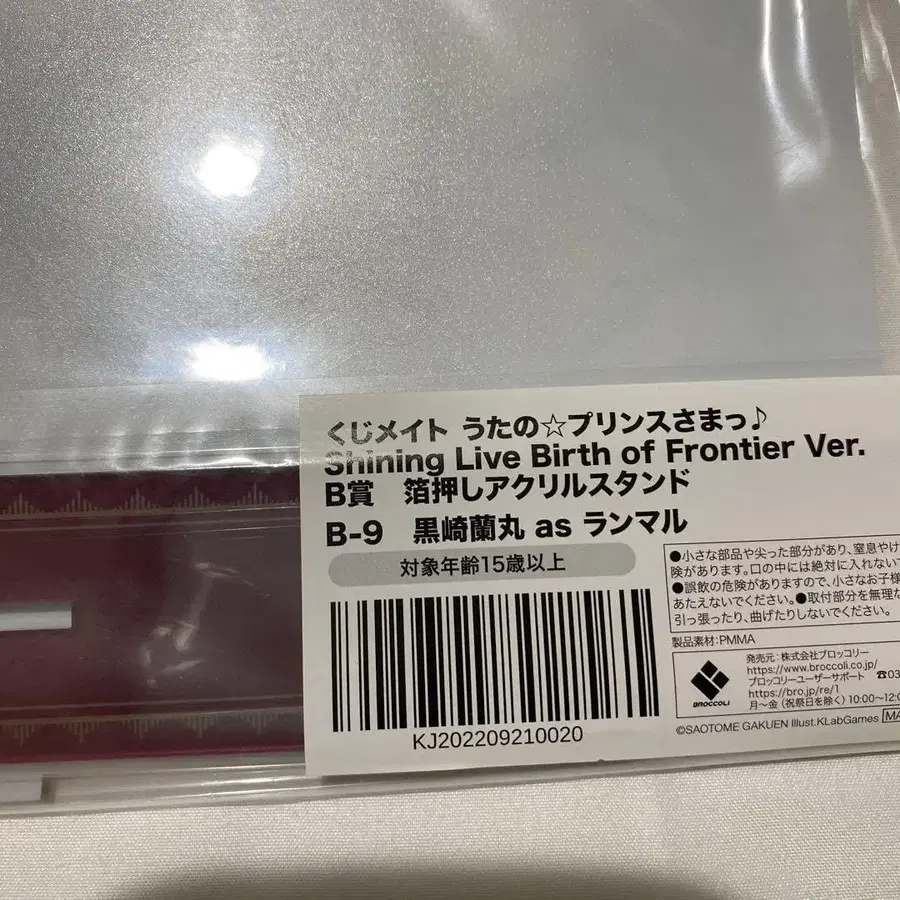 くじメイト うたの☆プリンスさまっ♪
Shining Live Birth of Frontier Ver.
B賞 箔押しアクリルスタンド
B-9 黒崎蘭丸 as ランマル
対象年齢15歳以上
KJ202209210020
●小さな部品や尖った部分があり、窒息やけ
険があります。口の中には絶対に入れないで
●誤飲の危険がありますので、小さなお子様
あたえないでください。●取付部分を無理な
引っ張ったり、曲げたりしないでください。
製品素材:PMMA
BROCCOLI
発売元:株式会社ブロッコリー
https://www.broccoli.co.jp/
ブロッコリーユーザーサポート ☎03
https://bro.jp/re/1
月～金 (祝祭日を除く) 10:00~12:0
©SAOTOME GAKUEN Illust.KLabGames